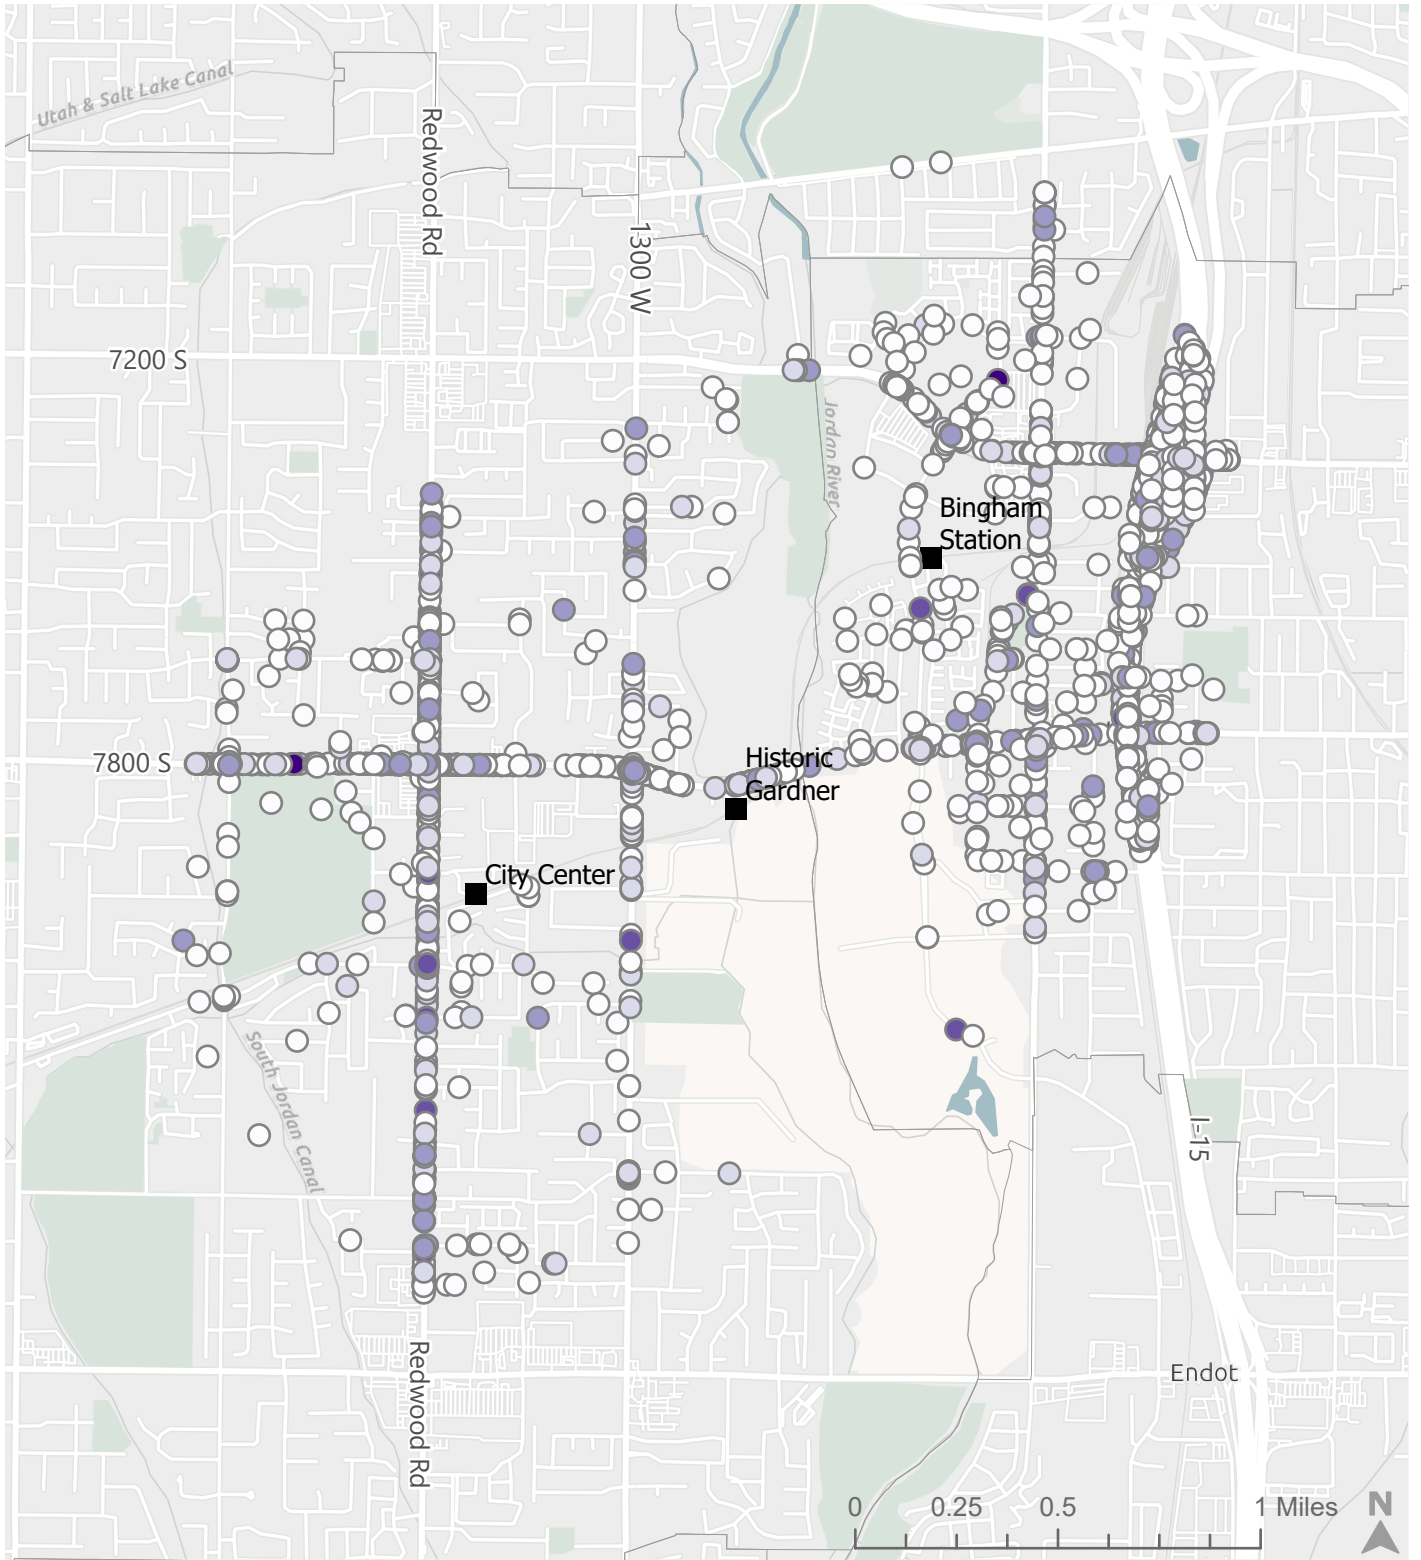 Utah & Salt Lake Canal
Redwood Rd
1300 W
7200 S
Jordan River
Bingham
Station
7800 S
Historic
Gardner
City Center
South Jordan Canal
I-15
Redwood Rd
Endot
0 0.25 0.5 1 Miles
N